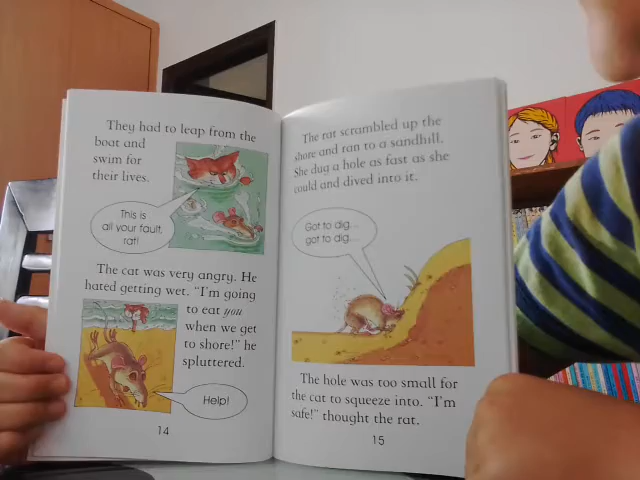 They had to leap from the
boat and
swim for
their lives.
This is
all your fault,
rat!
The cat was very angry. He
hated getting wet. "I'm going
to eat you
when we get
to shore!" he
spluttered.
Help!
14
The rat scrambled up the
shore and ran to a sandhill.
She dug a hole as fast as she
could and dived into it.
Got to dig...
got to dig...
The hole was too small for
the cat to squeeze into. "I'm
safe!" thought the rat.
15